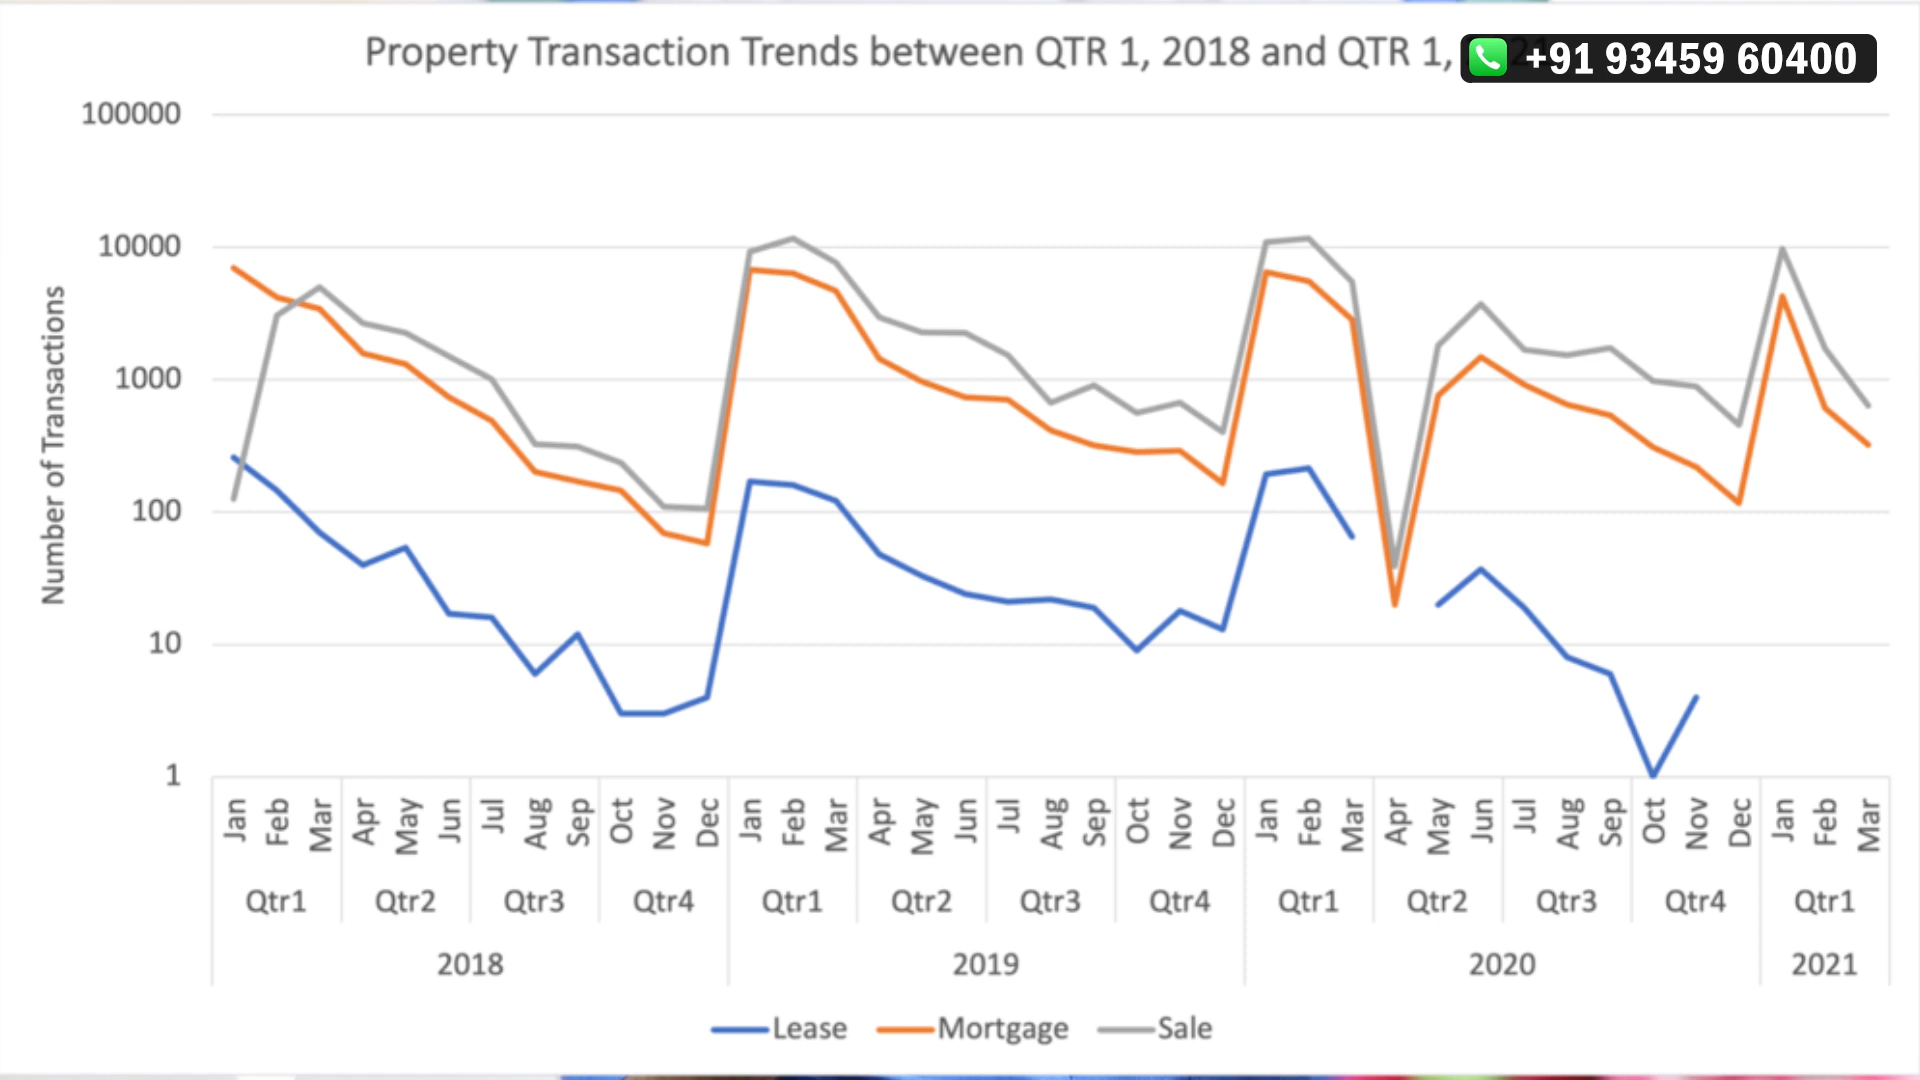 Property Transaction Trends between QTR 1, 2018 and QTR 1,
+91 93459 60400
100000
10000
1000
100
10
1
Number of Transactions
Jan Feb Mar Apr May Jun Jul Aug Sep Oct Nov Dec Jan Feb Mar Apr May Jun Jul Aug Sep Oct Nov Dec Jan Feb Mar Apr May Jun Jul Aug Sep Oct Nov Dec Jan Feb Mar
Qtr1 Qtr2 Qtr3 Qtr4 Qtr1 Qtr2 Qtr3 Qtr4 Qtr1 Qtr2 Qtr3 Qtr4 Qtr1
2018 2019 2020 2021
Lease Mortgage Sale